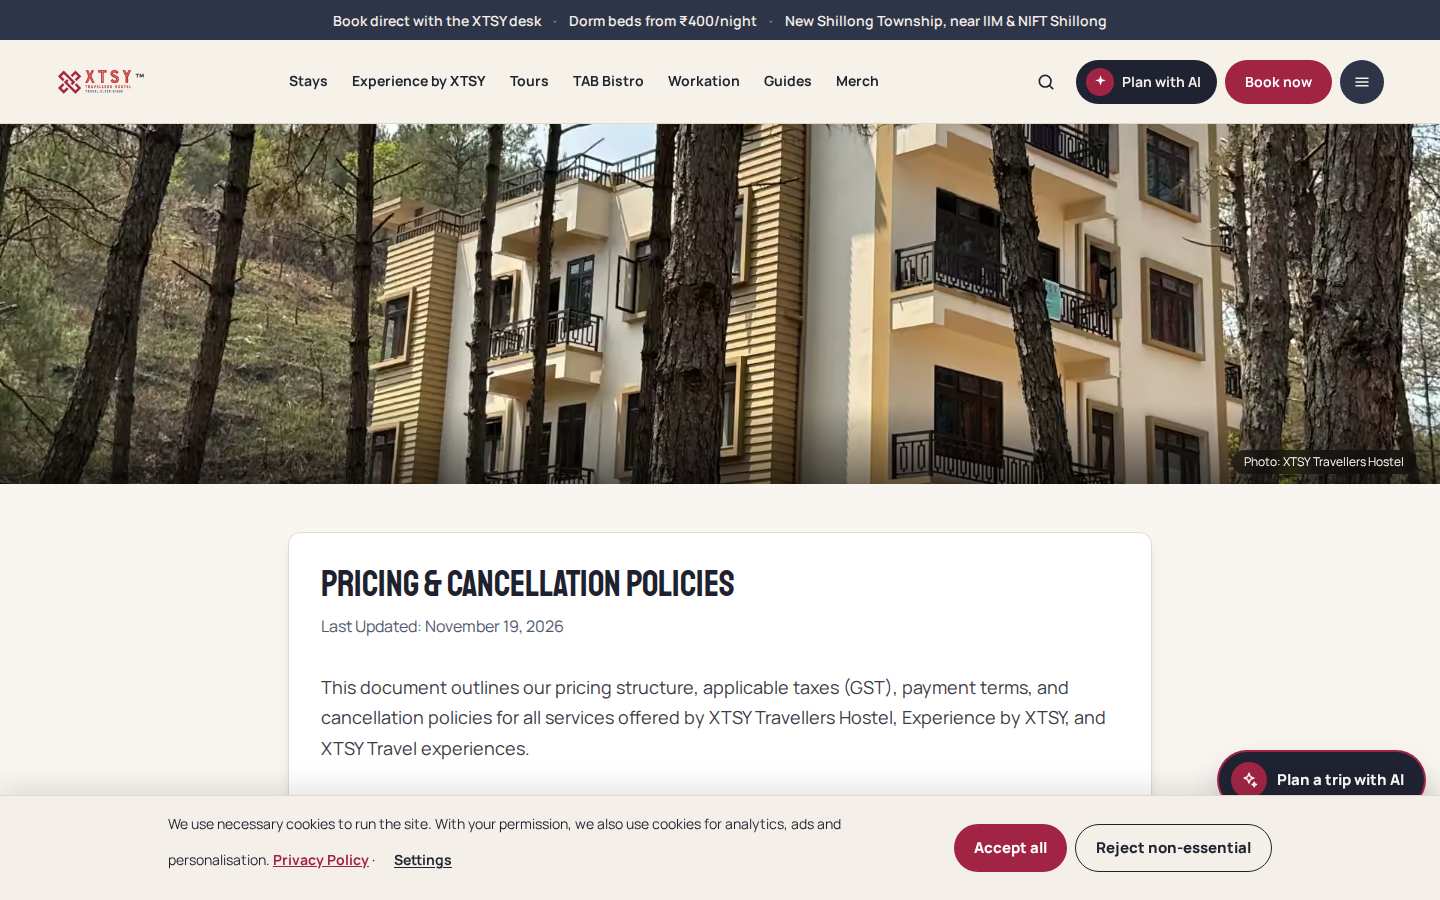 Book direct with the XTSY desk · Dorm beds from ₹400/night · New Shillong Township, near IIM & NIFT Shillong
XTSY ™
TRAVELLERS HOSTEL
Stays Experience by XTSY Tours TAB Bistro Workation Guides Merch
Plan with AI Book now
Photo: XTSY Travellers Hostel
PRICING & CANCELLATION POLICIES
Last Updated: November 19, 2026
This document outlines our pricing structure, applicable taxes (GST), payment terms, and
cancellation policies for all services offered by XTSY Travellers Hostel, Experience by XTSY, and
XTSY Travel experiences.
Plan a trip with AI
We use necessary cookies to run the site. With your permission, we also use cookies for analytics, ads and
personalisation. Privacy Policy · Settings
Accept all Reject non-essential